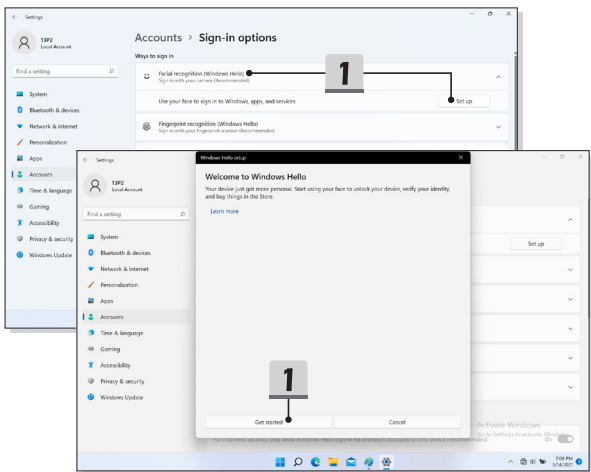 Settings
13P2
Local Account
Find a setting
System
Bluetooth & devices
Network & internet
Personalization
Apps
Accounts
Time & language
Gaming
Accessibility
Privacy & security
Windows Update
Accounts > Sign-in options
Ways to sign in
Facial recognition (Windows Hello)
Sign in with your camera (Recommended)
1
Use your face to sign in to Windows, apps, and services
Set up
Fingerprint recognition (Windows Hello)
Sign in with your fingerprint scanner (Recommended)
Settings
13P2
Local Account
Find a setting
System
Bluetooth & devices
Network & internet
Personalization
Apps
Accounts
Time & language
Gaming
Accessibility
Privacy & security
Windows Update
Windows Hello setup
Welcome to Windows Hello
Your device just got more personal. Start using your face to unlock your device, verify your identity,
and buy things in the Store.
Learn more
1
Get started
Cancel
Set up
Activate Windows
Go to Settings to activate Windows.
On
7:08 PM